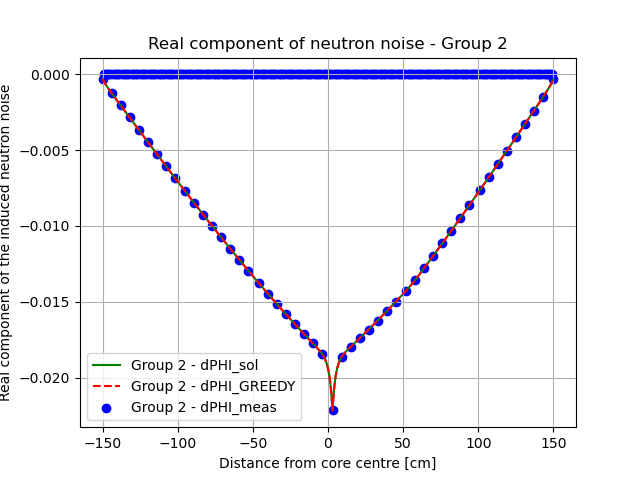 Real component of neutron noise - Group 2
Real component of the induced neutron noise
0.000
−0.005
−0.010
−0.015
−0.020
Group 2 - dPHI_sol
Group 2 - dPHI_GREEDY
Group 2 - dPHI_meas
−150
−100
−50
0
50
100
150
Distance from core centre [cm]